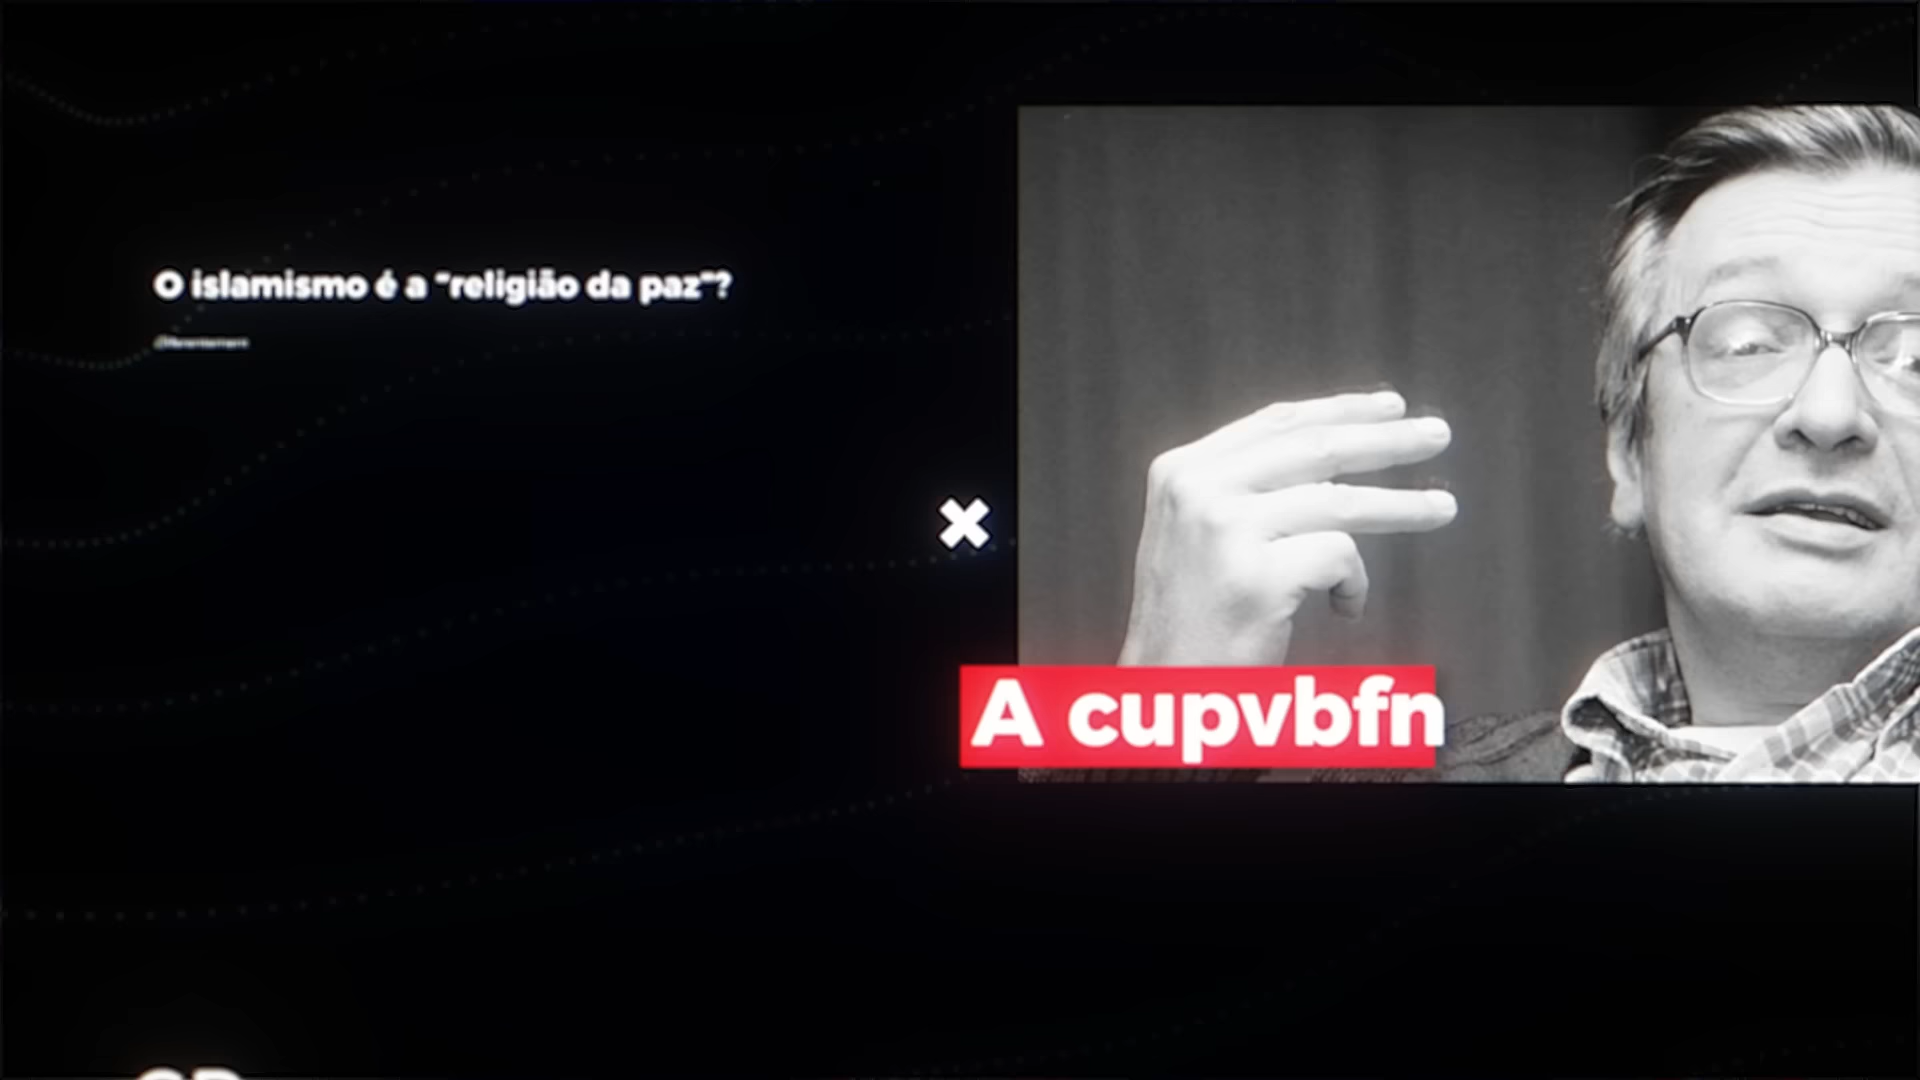 O islamismo é a "religião da paz"?
A cupvbfn